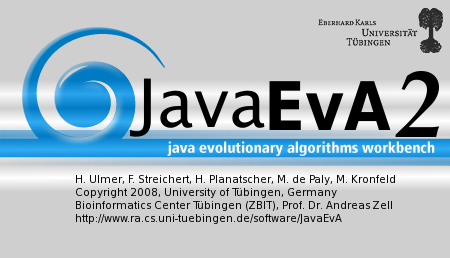 EBERHARD KARLS
UNIVERSITÄT
TÜBINGEN
JavaEvA2
java evolutionary algorithms workbench
H. Ulmer, F. Streichert, H. Planatscher, M. de Paly, M. Kronfeld
Copyright 2008, University of Tübingen, Germany
Bioinformatics Center Tübingen (ZBIT), Prof. Dr. Andreas Zell
http://www.ra.cs.uni-tuebingen.de/software/JavaEvA